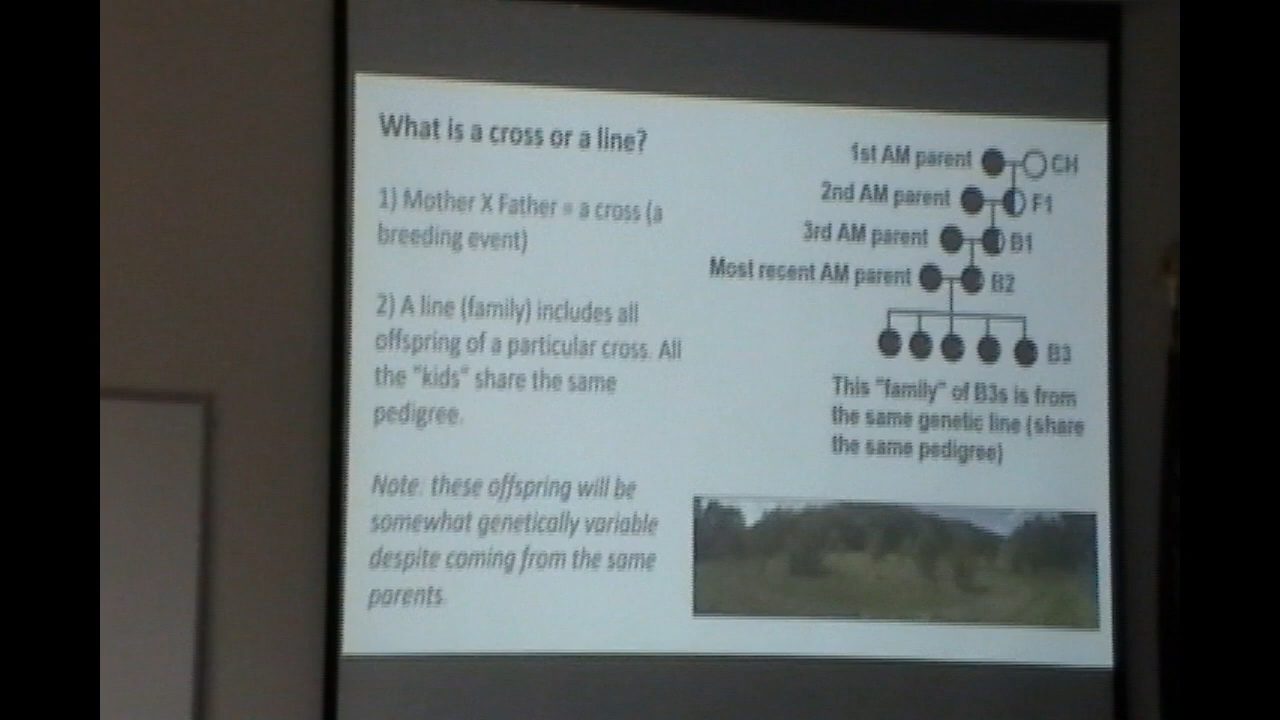 What is a cross or a line?
1) Mother X Father = a cross (a
breeding event)
2) A line (family) includes all
offspring of a particular cross. All
the "kids" share the same
pedigree.
Note: these offspring will be
somewhat genetically variable
despite coming from the same
parents.
1st AM parent CH
2nd AM parent F1
3rd AM parent B1
Most recent AM parent B2
B3
This "family" of B3s is from
the same genetic line (share
the same pedigree)